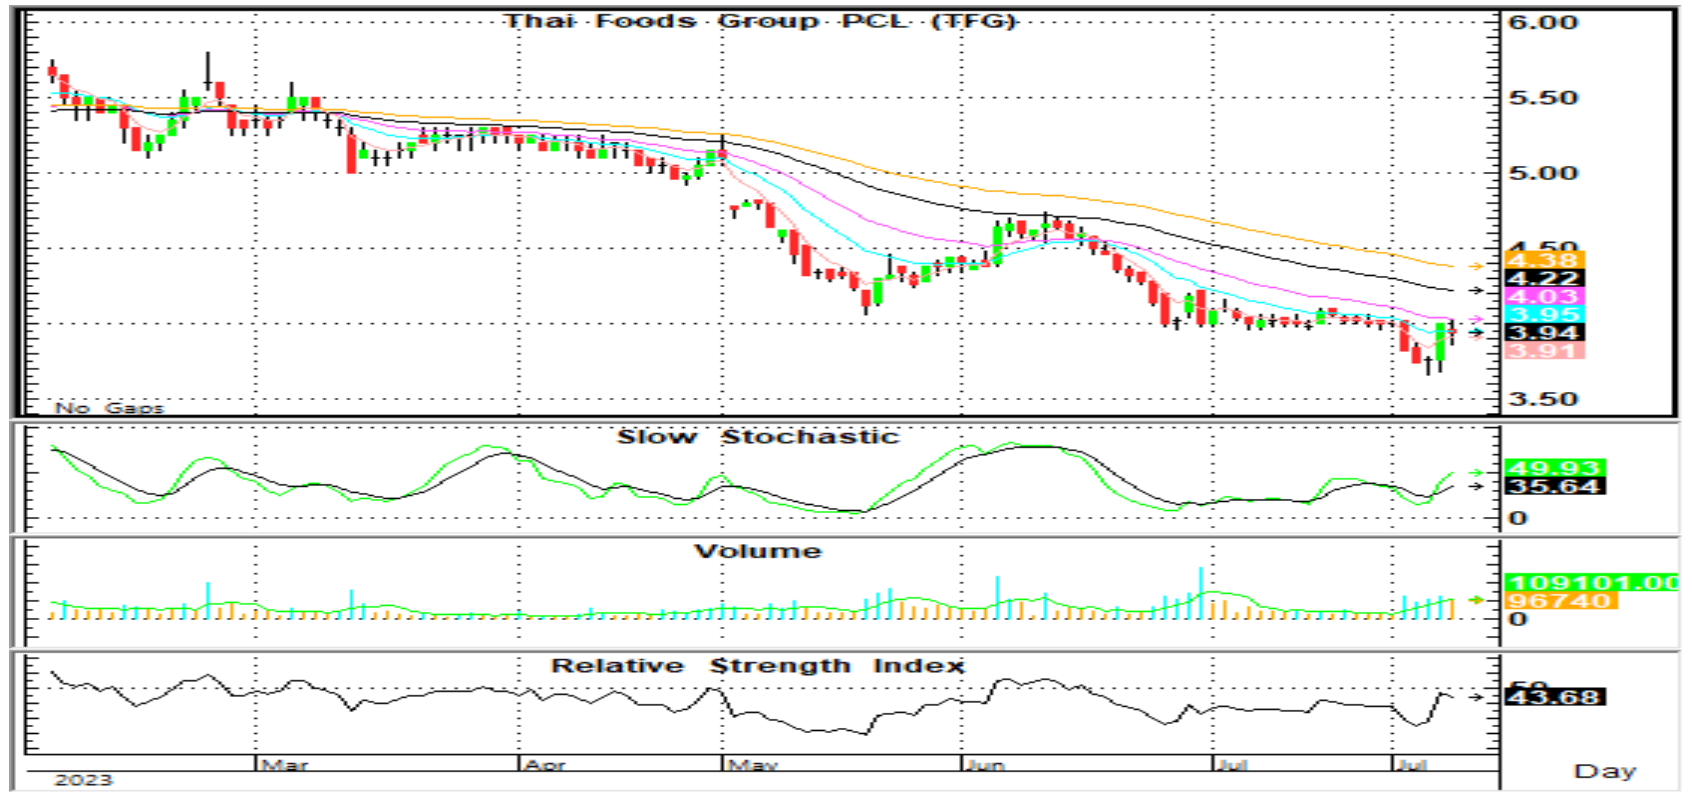 Thai Foods Group PCL (TFG)
6.00
5.50
5.00
4.50
4.38
4.22
4.03
3.95
3.94
3.91
3.50
No Gaps
Slow Stochastic
49.93
35.64
0
Volume
109101.00
96740
0
Relative Strength Index
50
43.68
Mar Apr May Jun Jul Jul
2023
Day